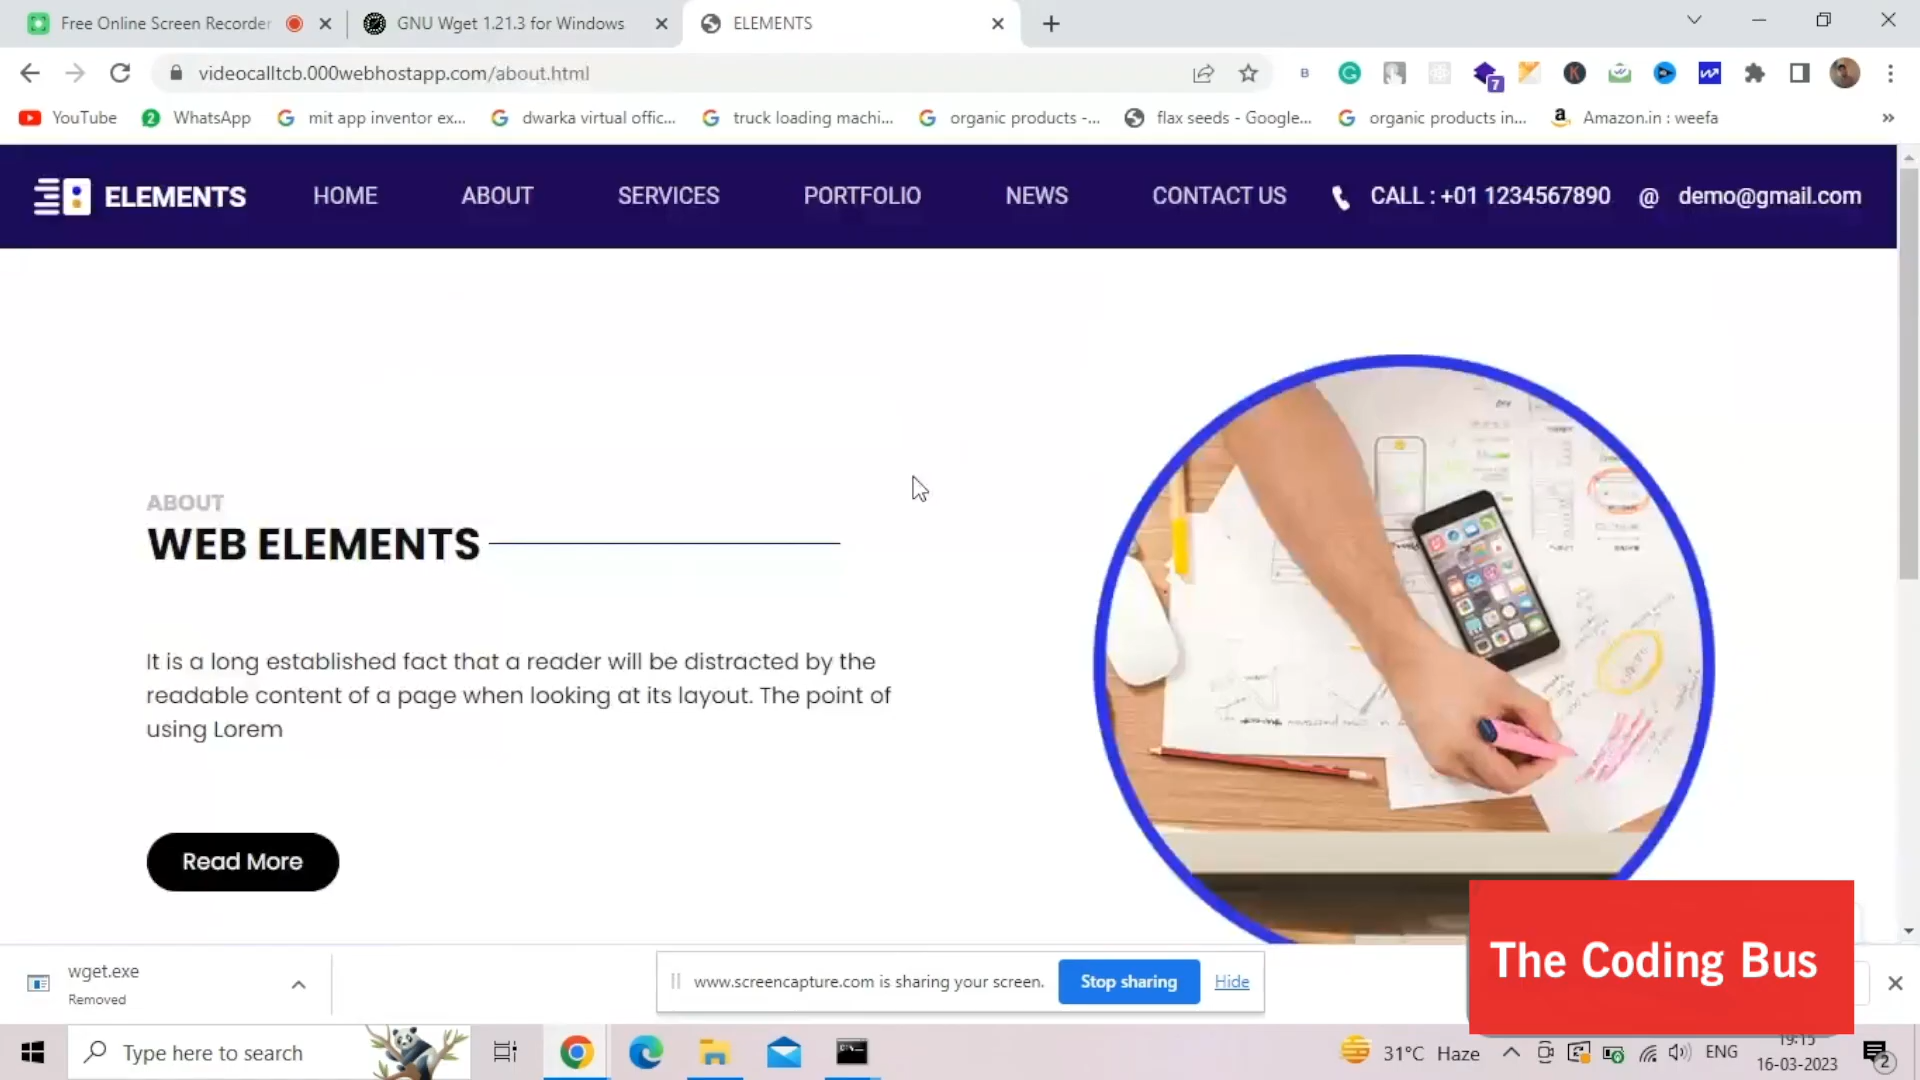 Free Online Screen Recorder
GNU Wget 1.21.3 for Windows
ELEMENTS
videocalltcb.000webhostapp.com/about.html
B
7
YouTube
2
WhatsApp
mit app inventor ex...
dwarka virtual offic...
truck loading machi...
organic products -...
flax seeds - Google...
organic products in...
Amazon.in : weefa
ELEMENTS
HOME
ABOUT
SERVICES
PORTFOLIO
NEWS
CONTACT US
CALL : +01 1234567890
@ demo@gmail.com
ABOUT
WEB ELEMENTS
It is a long established fact that a reader will be distracted by the
readable content of a page when looking at its layout. The point of
using Lorem
Read More
wget.exe
Removed
www.screencapture.com is sharing your screen.
Stop sharing
Hide
The Coding Bus
Type here to search
31°C Haze
ENG
19:15
16-03-2023
2